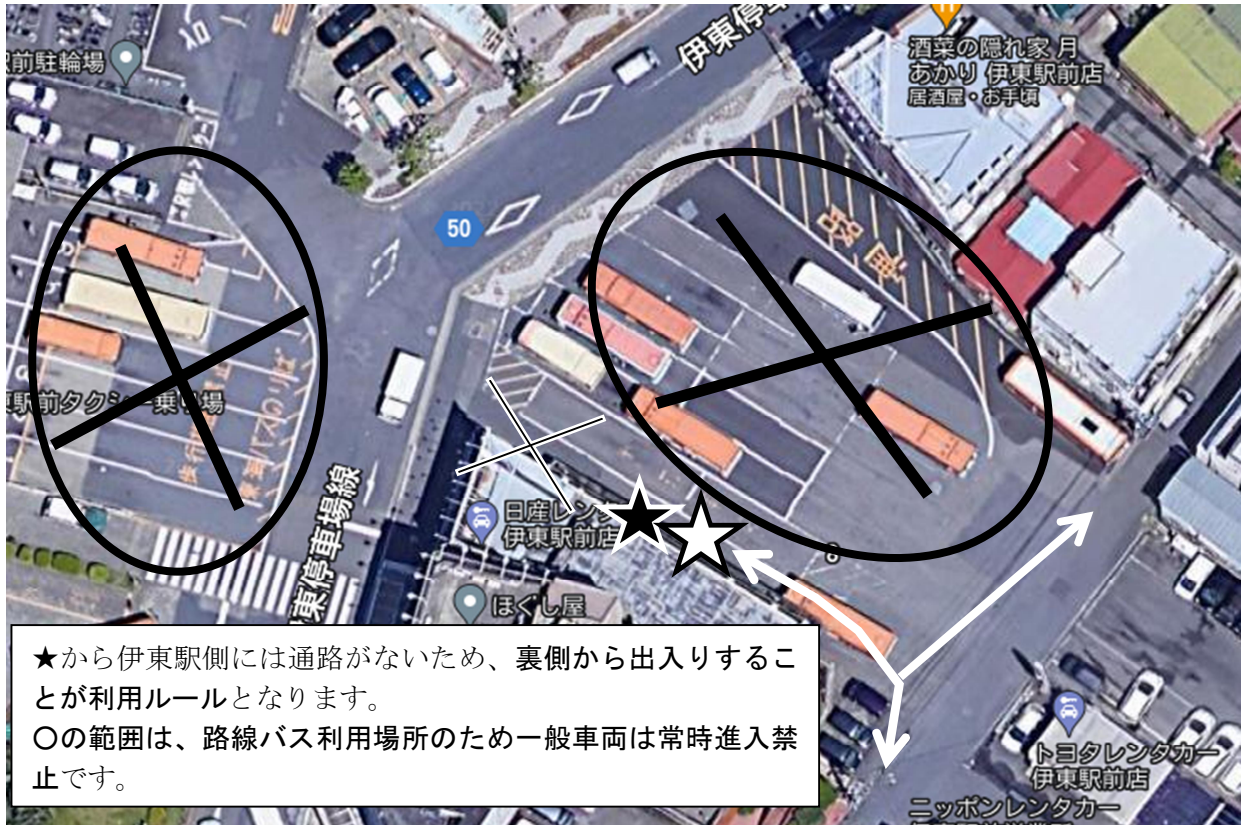 伊東停車
酒菜の隠れ家 月
あかり 伊東駅前店
居酒屋・お手頃
駅前駐輪場
50
通路
駅前タクシー乗り場
日産レン
伊東駅前店
東停車場線
ほぐし屋
8
★から伊東駅側には通路がないため、裏側から出入りするこ
とが利用ルールとなります。
〇の範囲は、路線バス利用場所のため一般車両は常時進入禁
止です。
トヨタレンタカー
伊東駅前店
ニッポンレンタカー